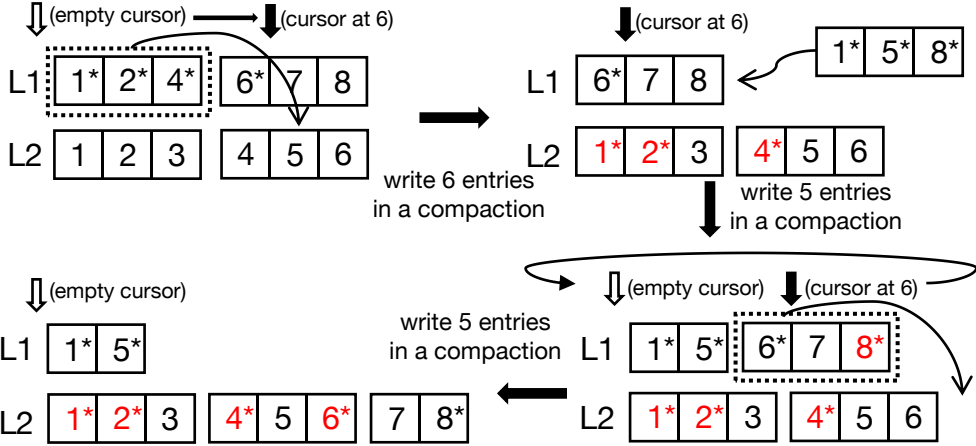 (empty cursor) (cursor at 6)
L1 1* 2* 4* 6* 7 8
L2 1 2 3 4 5 6
write 6 entries
in a compaction
(cursor at 6)
1* 5* 8*
L1 6* 7 8
L2 1* 2* 3 4* 5 6
write 5 entries
in a compaction
(empty cursor) (cursor at 6)
L1 1* 5* 6* 7 8*
L2 1* 2* 3 4* 5 6
write 5 entries
in a compaction
(empty cursor)
L1 1* 5*
L2 1* 2* 3 4* 5 6* 7 8*